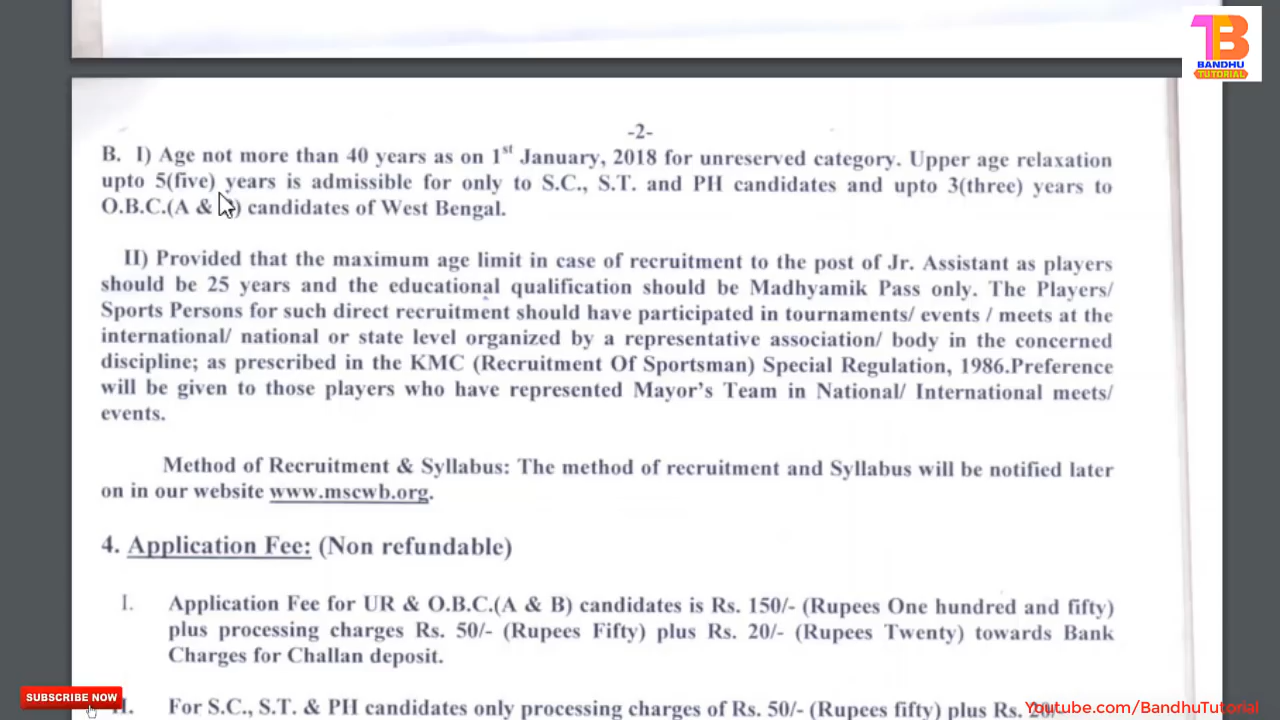 TB
BANDHU
TUTORIAL
-2-
B. I) Age not more than 40 years as on 1st January, 2018 for unreserved category. Upper age relaxation
upto 5(five) years is admissible for only to S.C., S.T. and PH candidates and upto 3(three) years to
O.B.C.(A & ) candidates of West Bengal.
II) Provided that the maximum age limit in case of recruitment to the post of Jr. Assistant as players
should be 25 years and the educational qualification should be Madhyamik Pass only. The Players/
Sports Persons for such direct recruitment should have participated in tournaments/ events / meets at the
international/ national or state level organized by a representative association/ body in the concerned
discipline; as prescribed in the KMC (Recruitment Of Sportsman) Special Regulation, 1986.Preference
will be given to those players who have represented Mayor's Team in National/ International meets/
events.
Method of Recruitment & Syllabus: The method of recruitment and Syllabus will be notified later
on in our website www.mscwb.org.
4. Application Fee: (Non refundable)
I. Application Fee for UR & O.B.C.(A & B) candidates is Rs. 150/- (Rupees One hundred and fifty)
plus processing charges Rs. 50/- (Rupees Fifty) plus Rs. 20/- (Rupees Twenty) towards Bank
Charges for Challan deposit.
For S.C., S.T. & PH candidates only processing charges of Rs. 50/- (Rupees fifty) plus Rs.
SUBSCRIBE NOW
Youtube.com/BandhuTutorial